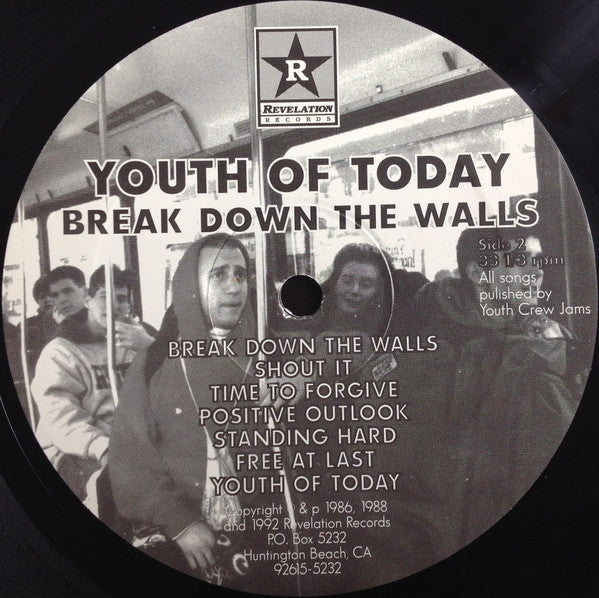 R
REVELATION
RECORDS
YOUTH OF TODAY
BREAK DOWN THE WALLS
Side 2
33 1/3 rpm
All songs
pulished by
Youth Crew Jams
BREAK DOWN THE WALLS
SHOUT IT
TIME TO FORGIVE
POSITIVE OUTLOOK
STANDING HARD
FREE AT LAST
YOUTH OF TODAY
Copyright & p 1986, 1988
and 1992 Revelation Records
P.O. Box 5232
Huntington Beach, CA
92615-5232